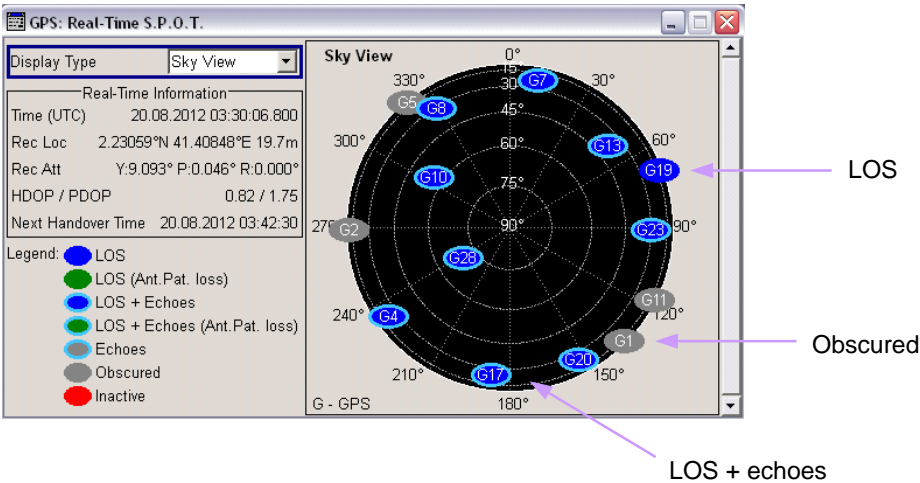 GPS: Real-Time S.P.O.T.
Display Type Sky View
Real-Time Information
Time (UTC) 20.08.2012 03:30:06.800
Rec Loc 2.23059°N 41.40848°E 19.7m
Rec Att Y:9.093° P:0.046° R:0.000°
HDOP / PDOP 0.82 / 1.75
Next Handover Time 20.08.2012 03:42:30
Legend: LOS
LOS (Ant.Pat. loss)
LOS + Echoes
LOS + Echoes (Ant.Pat. loss)
Echoes
Obscured
Inactive
Sky View
0°
15°
30°
45°
60°
75°
90°
30°
60°
90°
120°
150°
180°
210°
240°
270
300°
330°
G7
G5
G8
G13
G19
G10
G2
G23
G28
G11
G4
G1
G20
G17
G - GPS
LOS
Obscured
LOS + echoes